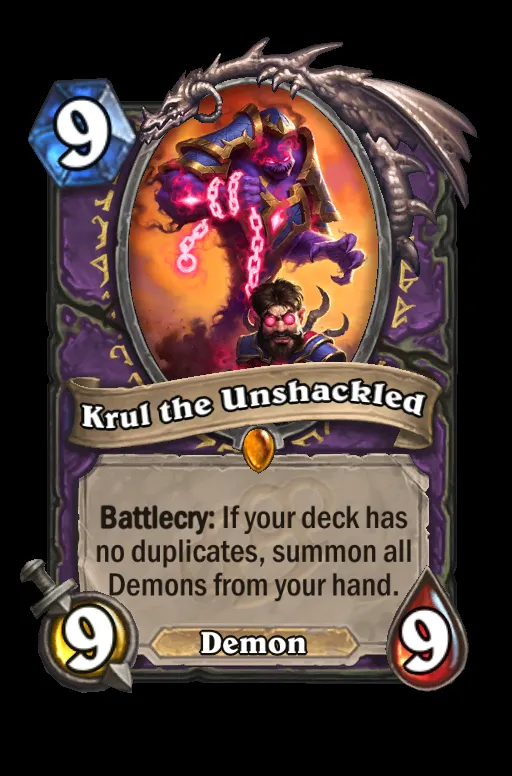 9
Krul the Unshackled
Battlecry: If your deck has
no duplicates, summon all
Demons from your hand.
9
Demon
9